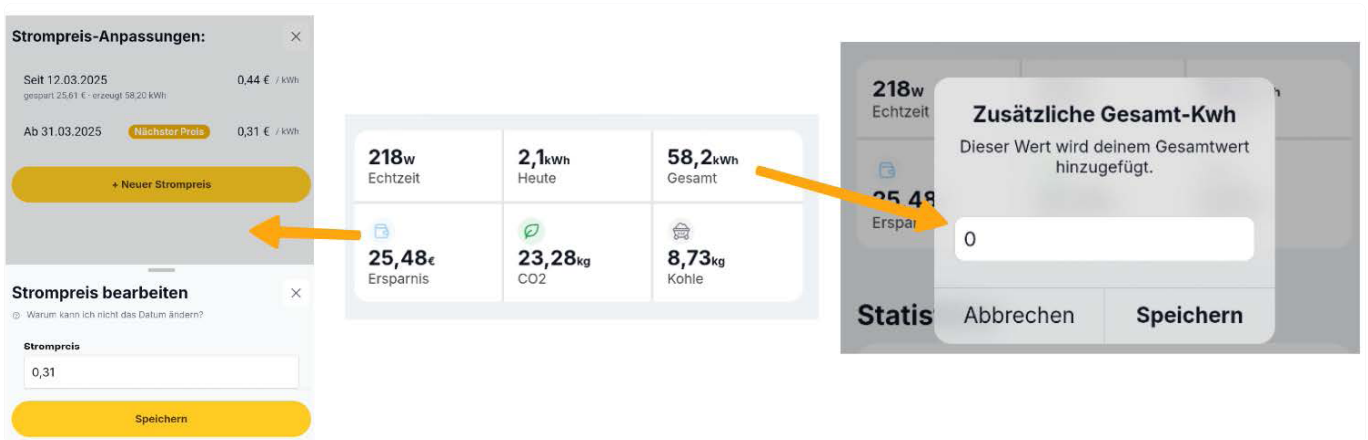 Strompreis-Anpassungen:
Seit 12.03.2025 0,44 € / kWh
gespart 25,61 € - erzeugt 58,20 kWh
Ab 31.03.2025 Nächster Preis 0,31 € / kWh
+ Neuer Strompreis
Strompreis bearbeiten
Warum kann ich nicht das Datum ändern?
Strompreis
0,31
Speichern
218w 2,1kWh 58,2kWh
Echtzeit Heute Gesamt
25,48€ 23,28kg 8,73kg
Ersparnis CO2 Kohle
218w
Echtzeit
h
25,48
Erspar
Statis
Zusätzliche Gesamt-Kwh
Dieser Wert wird deinem Gesamtwert
hinzugefügt.
0
Abbrechen Speichern